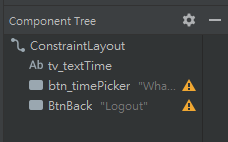 Component Tree
ConstraintLayout
Ab tv_textTime
btn_timePicker "Wha...
BtnBack "Logout"